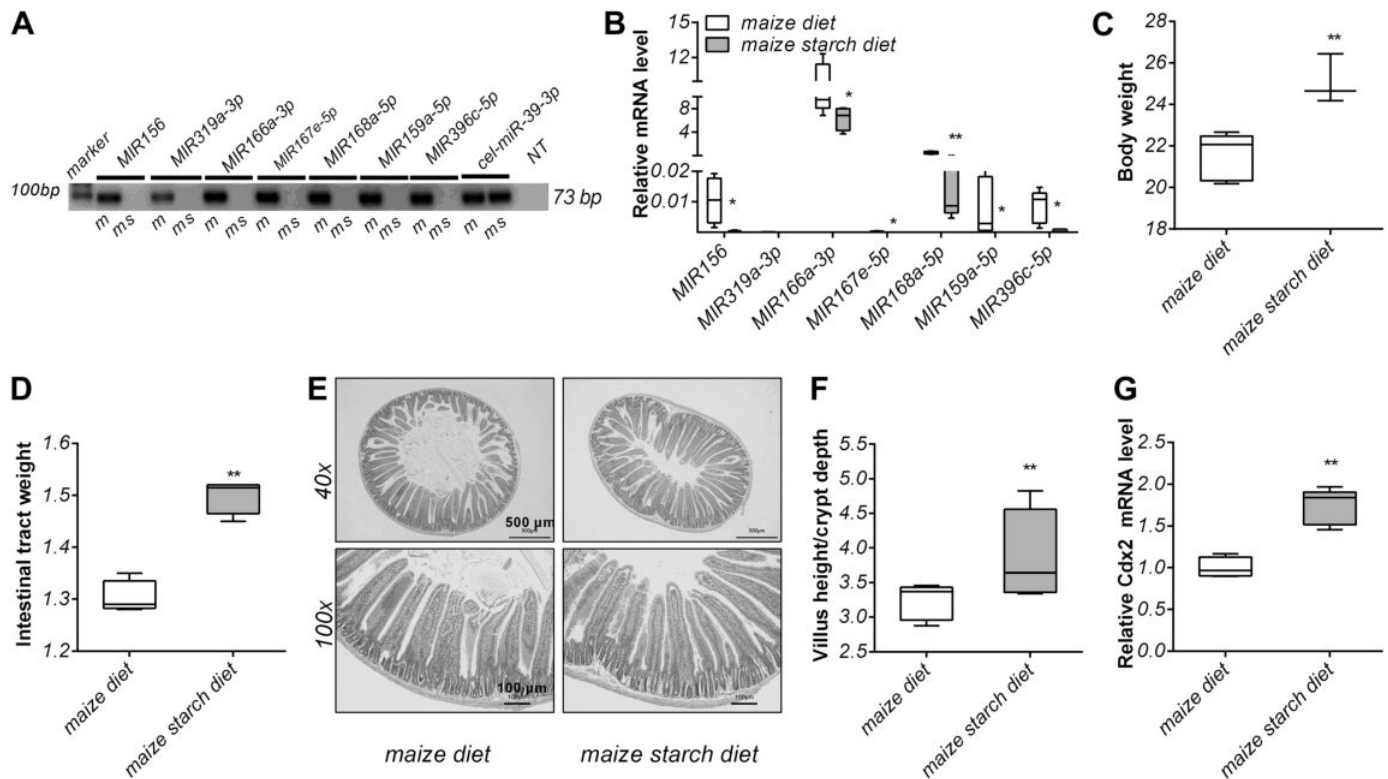 A
marker
MIR156
MIR319a-3p
MIR166a-3p
MIR167e-5p
MIR168a-5p
MIR159a-5p
MIR396c-5p
cel-miR-39-3p
NT
100bp
73 bp
m ms m ms m ms m ms m ms m ms m ms m ms
B
maize diet
maize starch diet
Relative mRNA level
15
12
8
4
0.02
0.01
*
*
*
**
*
*
MIR156
MIR319a-3p
MIR166a-3p
MIR167e-5p
MIR168a-5p
MIR159a-5p
MIR396c-5p
C
Body weight
28
26
24
22
20
18
**
maize diet
maize starch diet
D
Intestinal tract weight
1.6
1.5
1.4
1.3
1.2
**
maize diet
maize starch diet
E
40x
100x
500 µm
500µm
500µm
100 µm
100µm
100µm
maize diet
maize starch diet
F
Villus height/crypt depth
5.5
5.0
4.5
4.0
3.5
3.0
2.5
**
maize diet
maize starch diet
G
Relative Cdx2 mRNA level
2.5
2.0
1.5
1.0
0.5
0.0
**
maize diet
maize starch diet